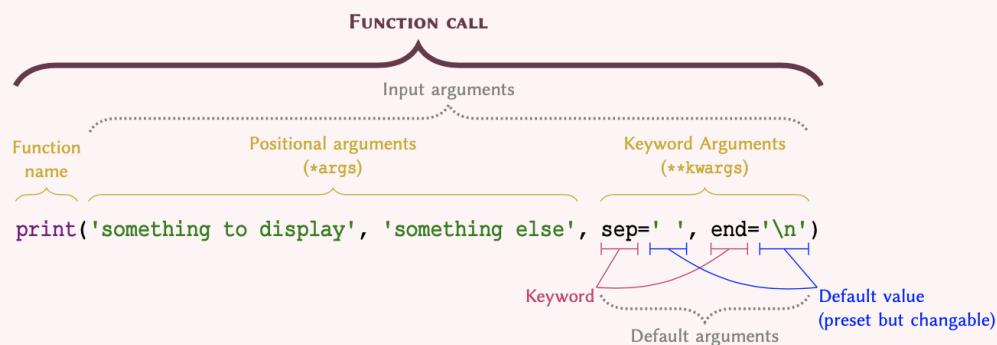 FUNCTION CALL
Input arguments
Function
name
Positional arguments
(*args)
Keyword Arguments
(**kwargs)
print('something to display', 'something else', sep=' ', end='\n')
Keyword
Default value
(preset but changable)
Default arguments